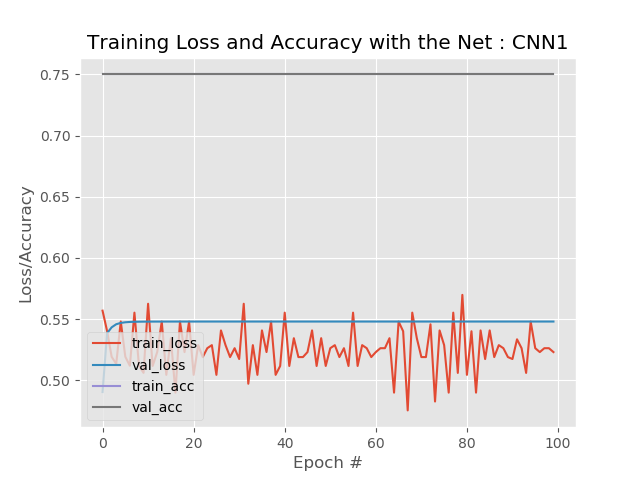 Training Loss and Accuracy with the Net : CNN1
0.75
0.70
0.65
0.60
0.55
0.50
Loss/Accuracy
train_loss
val_loss
train_acc
val_acc
0 20 40 60 80 100
Epoch #